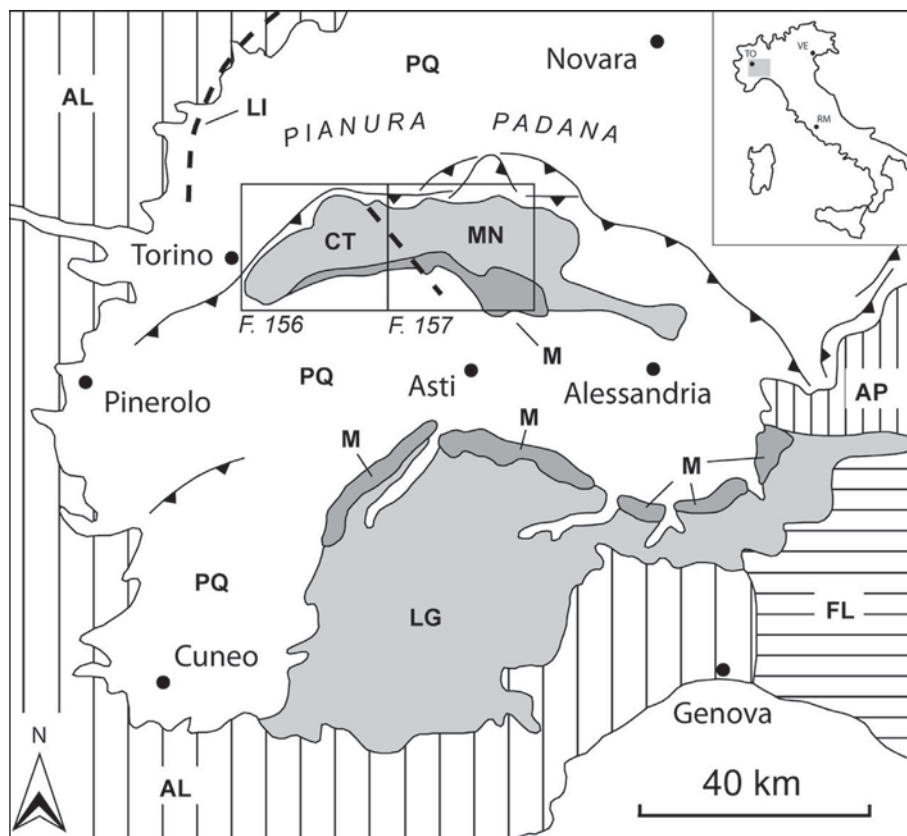 Novara
VE
TO
PQ
AL
LI
RM
PIANURA PADANA
CT
MN
Torino
F. 156
F. 157
M
PQ
Asti
Alessandria
AP
Pinerolo
M
M
M
PQ
LG
FL
Cuneo
Genova
N
AL
40 km